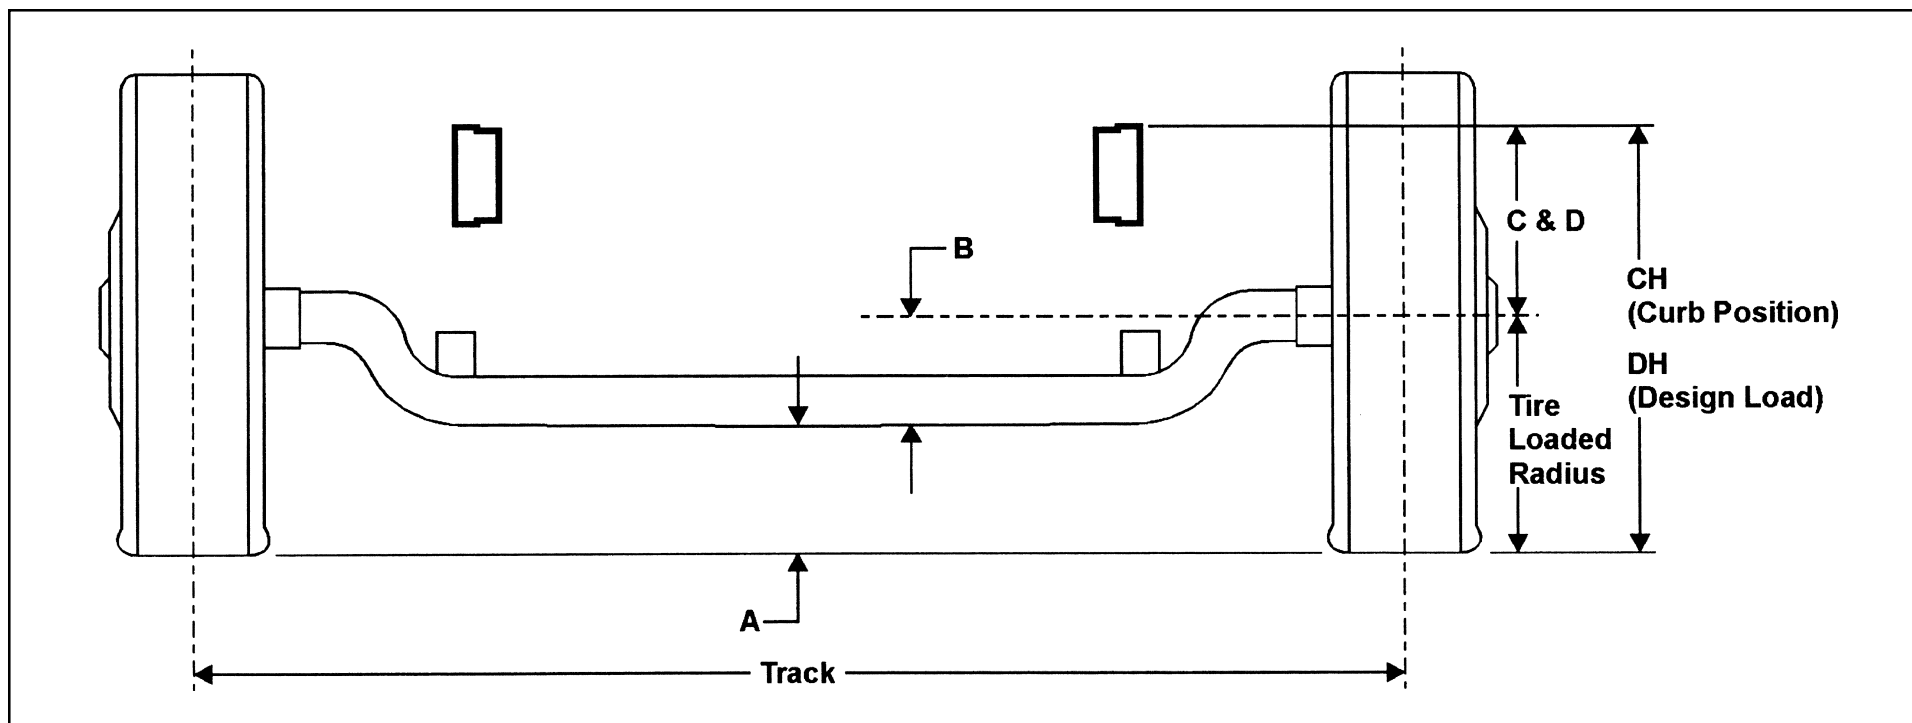 B
C & D
CH
(Curb Position)
DH
(Design Load)
Tire
Loaded
Radius
A
Track